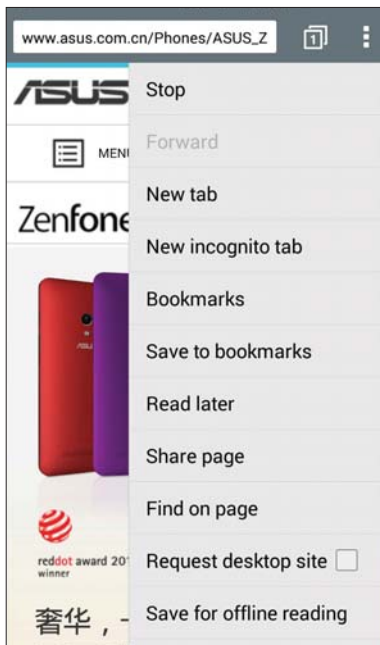 www.asus.com.cn/Phones/ASUS_Z
1
ASUS
Stop
Forward
MENU
New tab
Zenfone
New incognito tab
Bookmarks
Save to bookmarks
Read later
Share page
Find on page
reddot award 201
winner
Request desktop site
奢华，
Save for offline reading